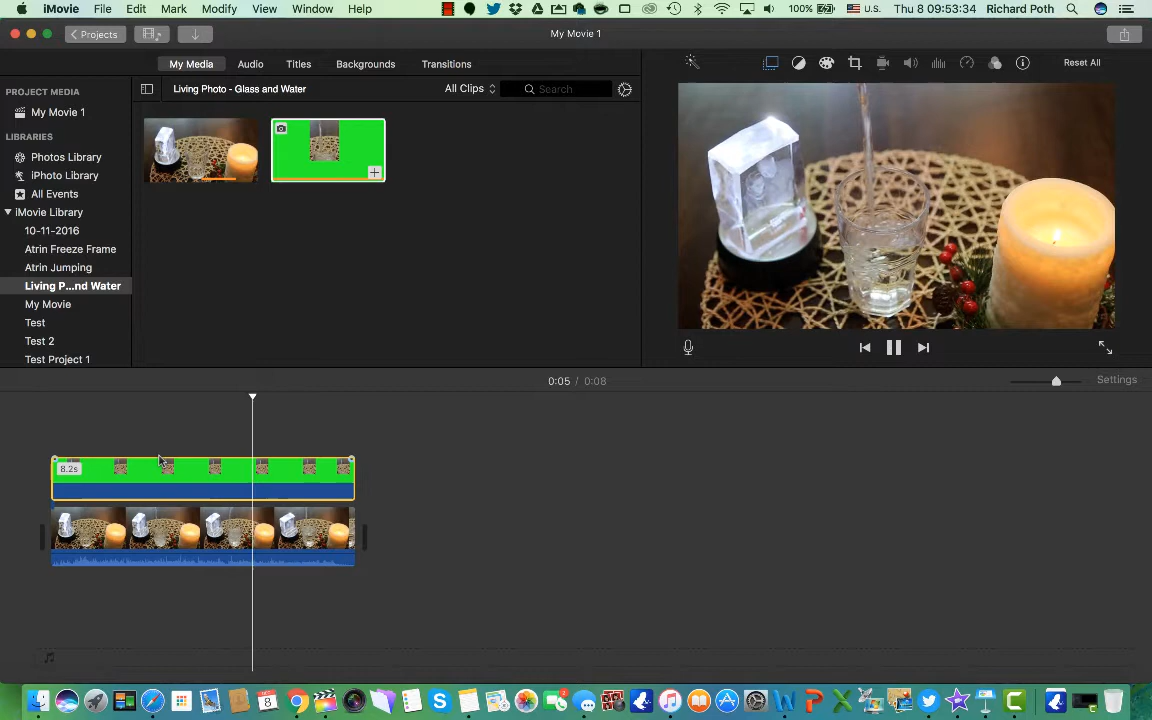 iMovie File Edit Mark Modify View Window Help 100% U.S. Thu 8 09:53:34 Richard Poth
Projects My Movie 1
My Media Audio Titles Backgrounds Transitions Reset All
PROJECT MEDIA
My Movie 1
LIBRARIES
Photos Library
iPhoto Library
All Events
iMovie Library
10-11-2016
Atrin Freeze Frame
Atrin Jumping
Living P...nd Water
My Movie
Test
Test 2
Test Project 1
Living Photo - Glass and Water All Clips Search
0:05 / 0:08 Settings
8.2s